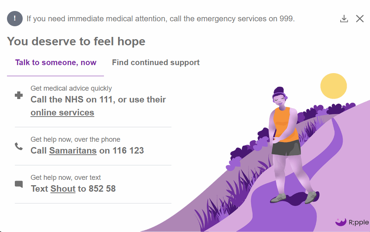 ! If you need immediate medical attention, call the emergency services on 999.
You deserve to feel hope
Talk to someone, now Find continued support
Get medical advice quickly
Call the NHS on 111, or use their
online services
Get help now, over the phone
Call Samaritans on 116 123
Get help now, over text
Text Shout to 852 58
R;pple